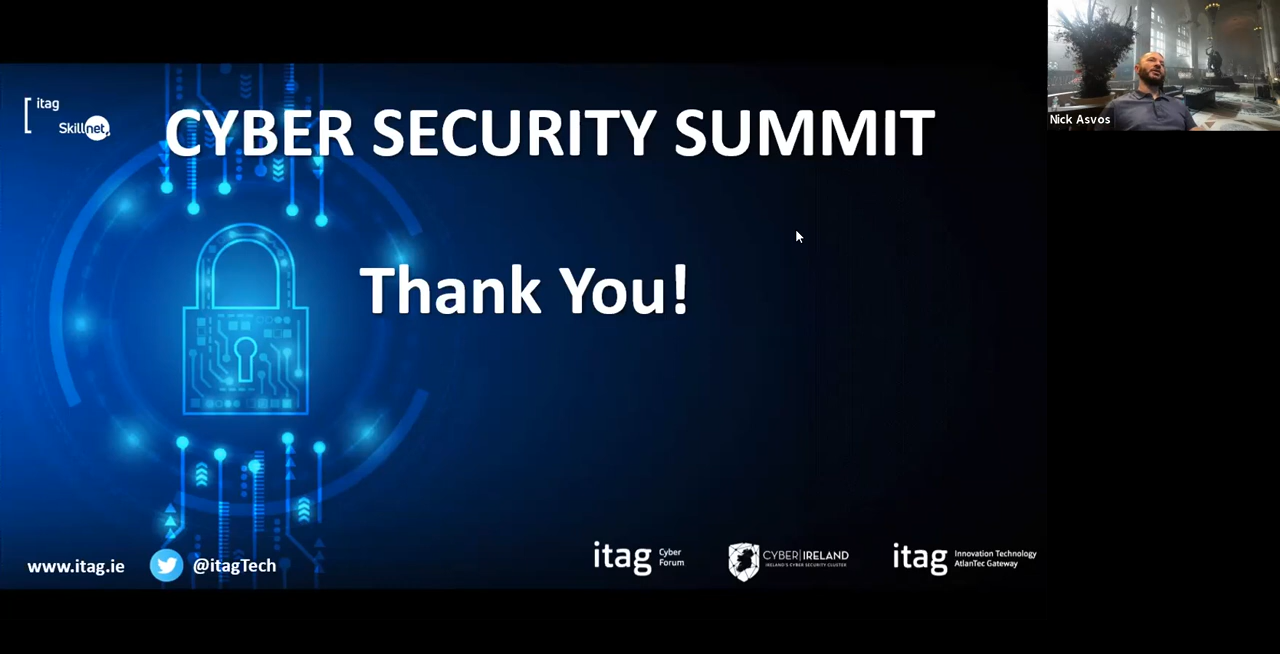 itag
Skillnet
CYBER SECURITY SUMMIT
Nick Asvos
Thank You!
www.itag.ie
@itagTech
itag Cyber
Forum
CYBER|IRELAND
IRELAND'S CYBER SECURITY CLUSTER
itag Innovation Technology
AtlanTec Gateway